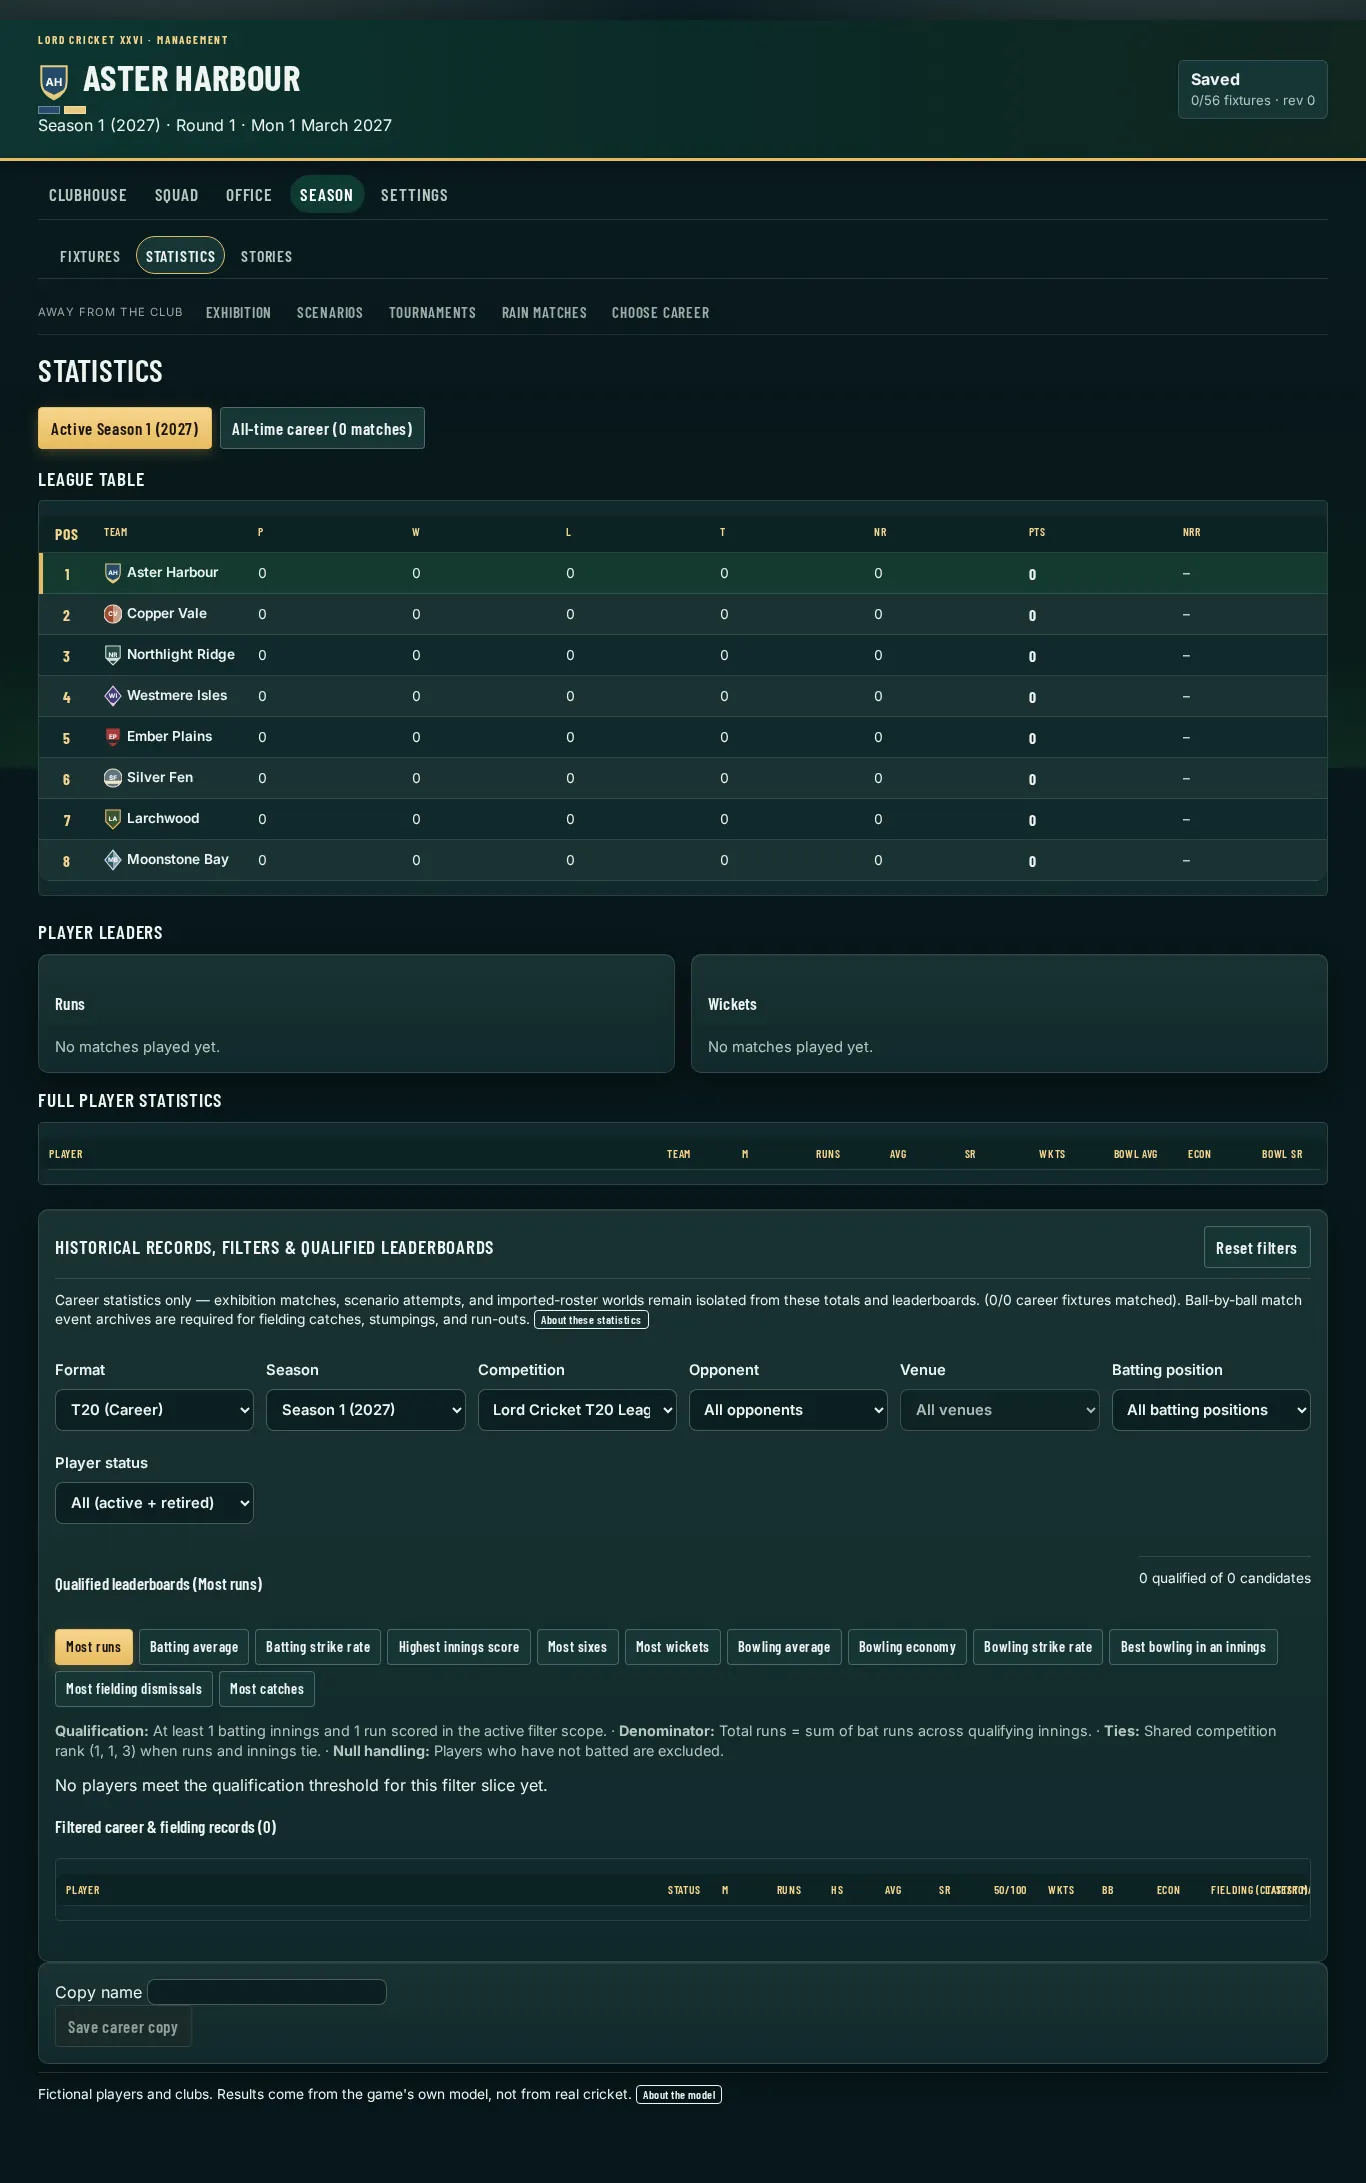 LORD CRICKET XXVI · MANAGEMENT
AH ASTER HARBOUR
Season 1 (2027) · Round 1 · Mon 1 March 2027
Saved
0/56 fixtures · rev 0
CLUBHOUSE SQUAD OFFICE SEASON SETTINGS
FIXTURES STATISTICS STORIES
AWAY FROM THE CLUB EXHIBITION SCENARIOS TOURNAMENTS RAIN MATCHES CHOOSE CAREER
STATISTICS
Active Season 1 (2027) All-time career (0 matches)
LEAGUE TABLE
POS TEAM P W L T NR PTS NRR
1 AH Aster Harbour 0 0 0 0 0 0 –
2 CV Copper Vale 0 0 0 0 0 0 –
3 NR Northlight Ridge 0 0 0 0 0 0 –
4 WI Westmere Isles 0 0 0 0 0 0 –
5 EP Ember Plains 0 0 0 0 0 0 –
6 SF Silver Fen 0 0 0 0 0 0 –
7 LA Larchwood 0 0 0 0 0 0 –
8 MB Moonstone Bay 0 0 0 0 0 0 –
PLAYER LEADERS
Runs
No matches played yet.
Wickets
No matches played yet.
FULL PLAYER STATISTICS
PLAYER TEAM M RUNS AVG SR WKTS BOWL AVG ECON BOWL SR
HISTORICAL RECORDS, FILTERS & QUALIFIED LEADERBOARDS
Reset filters
Career statistics only — exhibition matches, scenario attempts, and imported-roster worlds remain isolated from these totals and leaderboards. (0/0 career fixtures matched). Ball-by-ball match
event archives are required for fielding catches, stumpings, and run-outs. About these statistics
Format Season Competition Opponent Venue Batting position
T20 (Career) Season 1 (2027) Lord Cricket T20 Leag All opponents All venues All batting positions
Player status
All (active + retired)
Qualified leaderboards (Most runs)
0 qualified of 0 candidates
Most runs Batting average Batting strike rate Highest innings score Most sixes Most wickets Bowling average Bowling economy Bowling strike rate Best bowling in an innings
Most fielding dismissals Most catches
Qualification: At least 1 batting innings and 1 run scored in the active filter scope. · Denominator: Total runs = sum of bat runs across qualifying innings. · Ties: Shared competition
rank (1, 1, 3) when runs and innings tie. · Null handling: Players who have not batted are excluded.
No players meet the qualification threshold for this filter slice yet.
Filtered career & fielding records (0)
PLAYER STATUS M RUNS HS AVG SR 50/100 WKTS BB ECON FIELDING
Copy name
Save career copy
Fictional players and clubs. Results come from the game's own model, not from real cricket. About the model